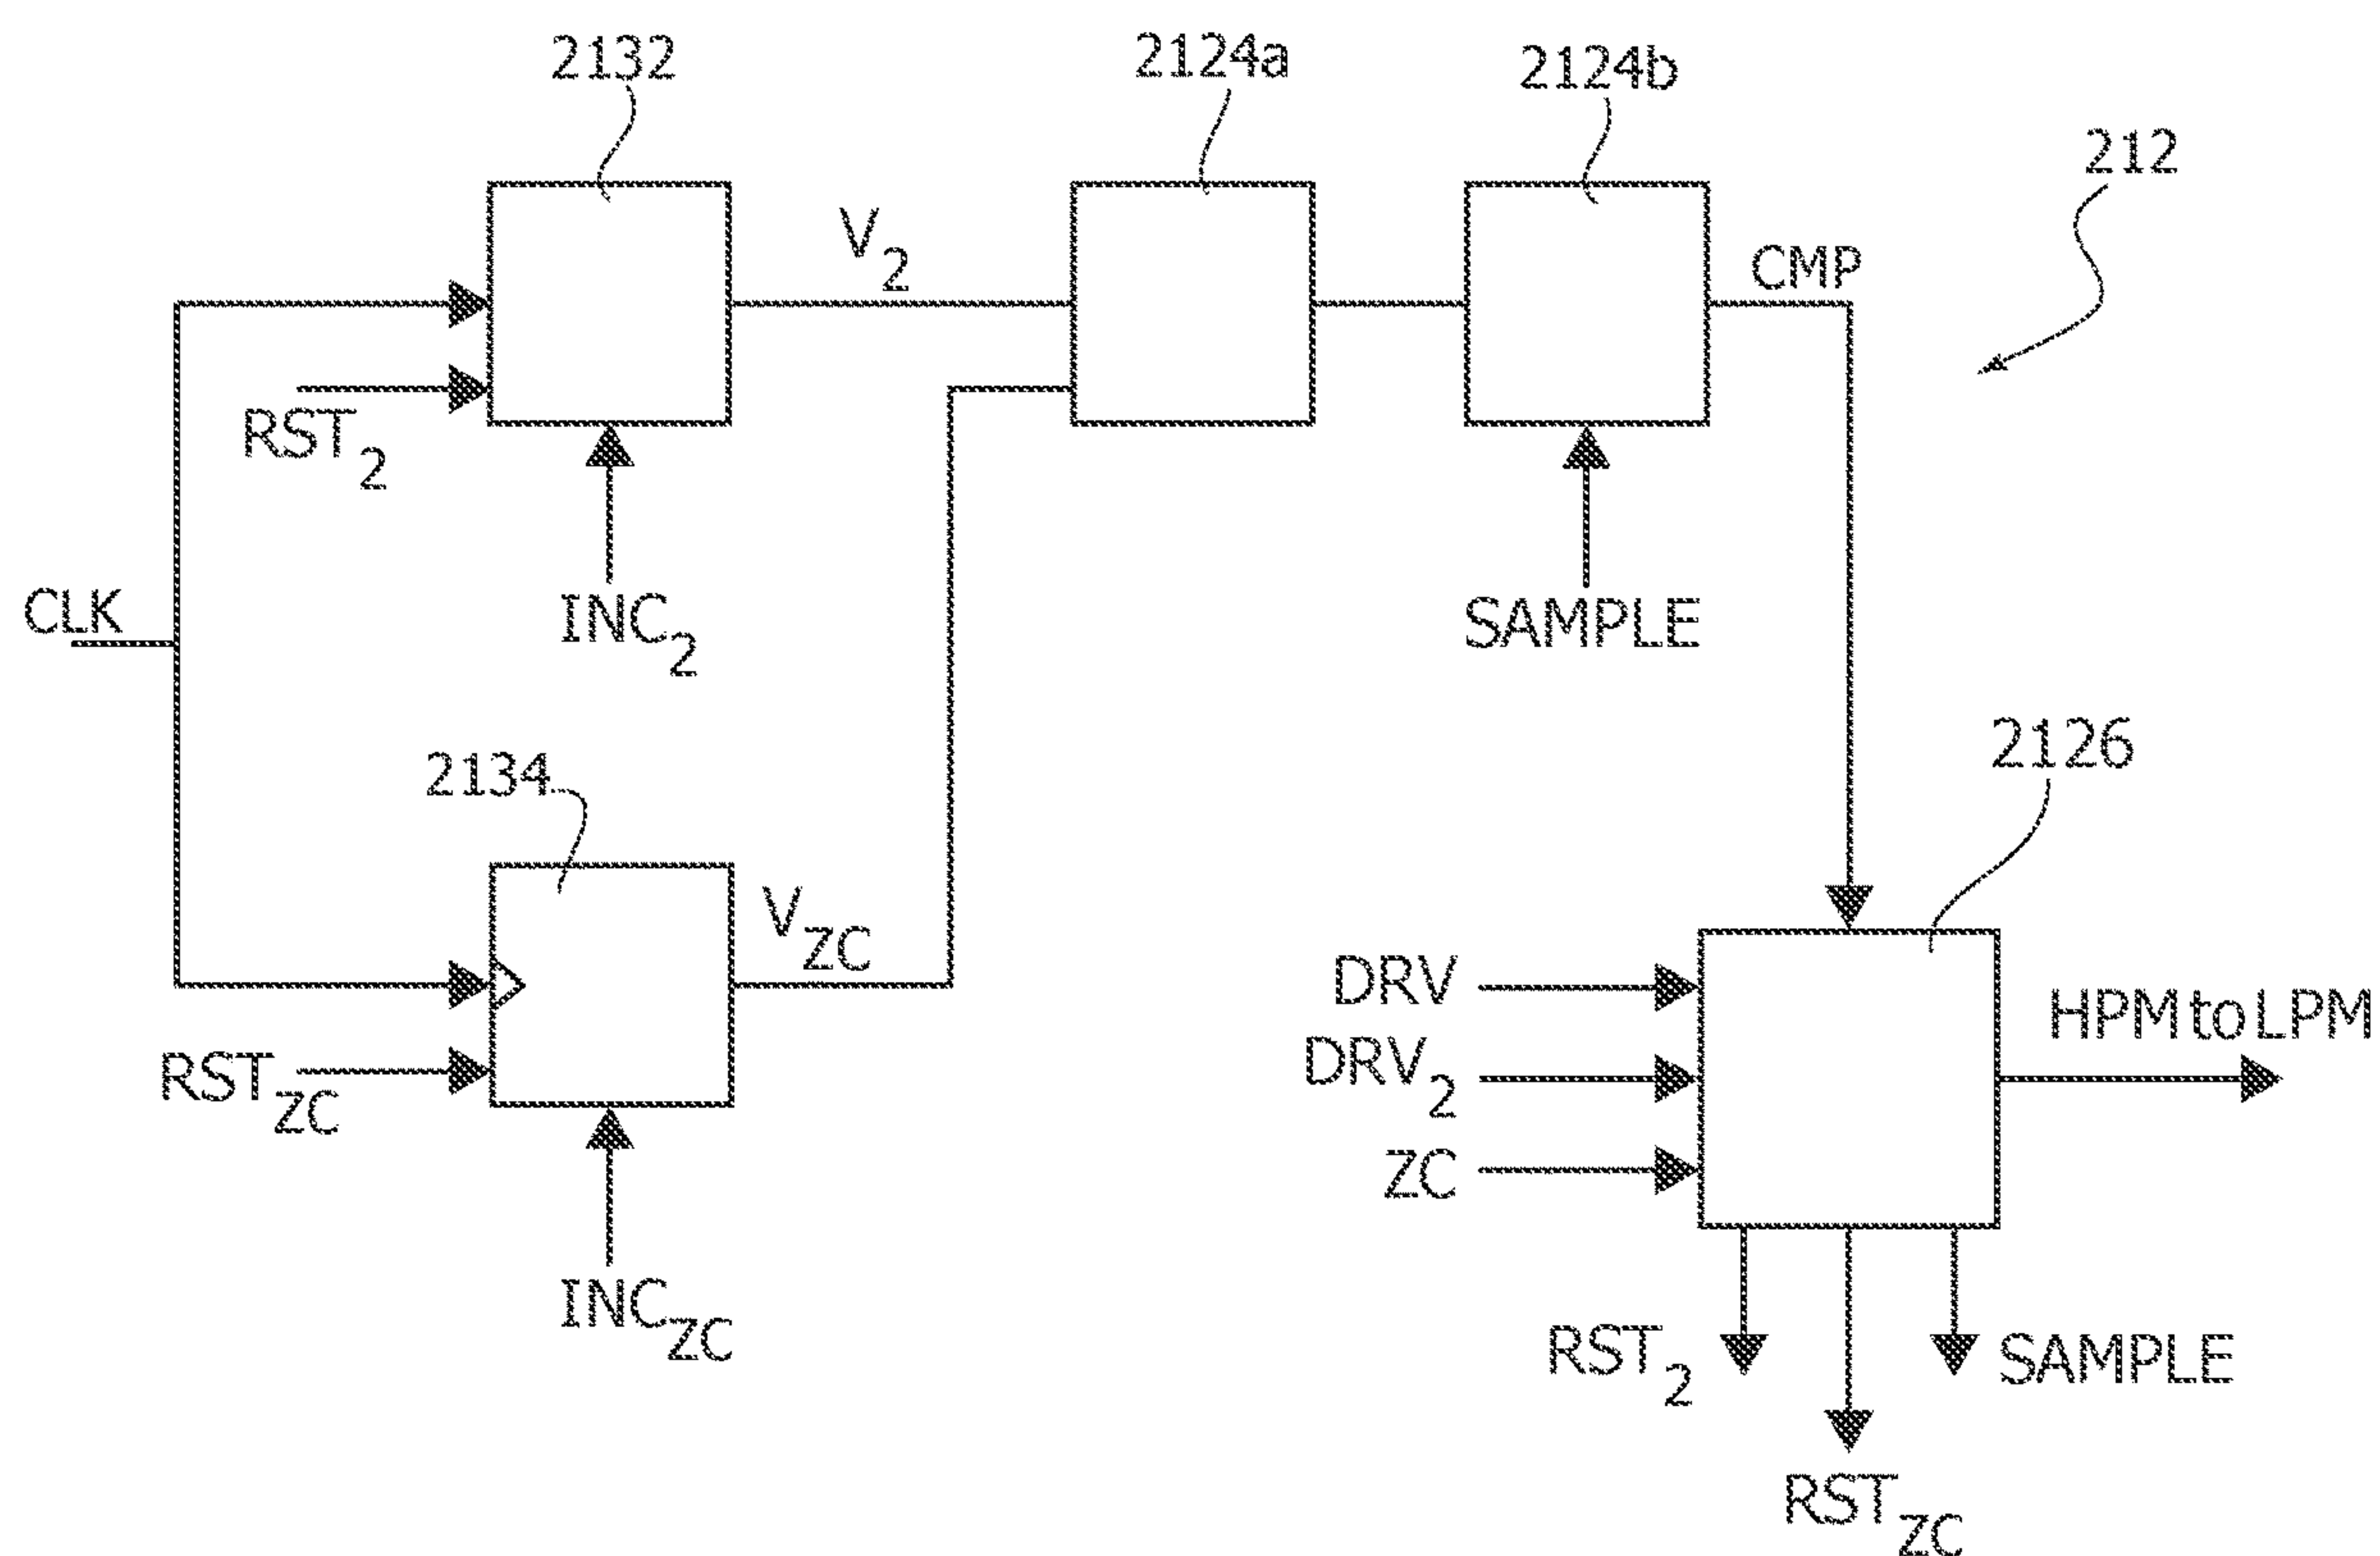 2132
2124a
2124b
212
V2
CMP
RST2
CLK
INC2
SAMPLE
2134
2126
VZC
DRV
HPM to LPM
DRV2
RSTZC
ZC
INCZC
RST2
SAMPLE
RSTZC